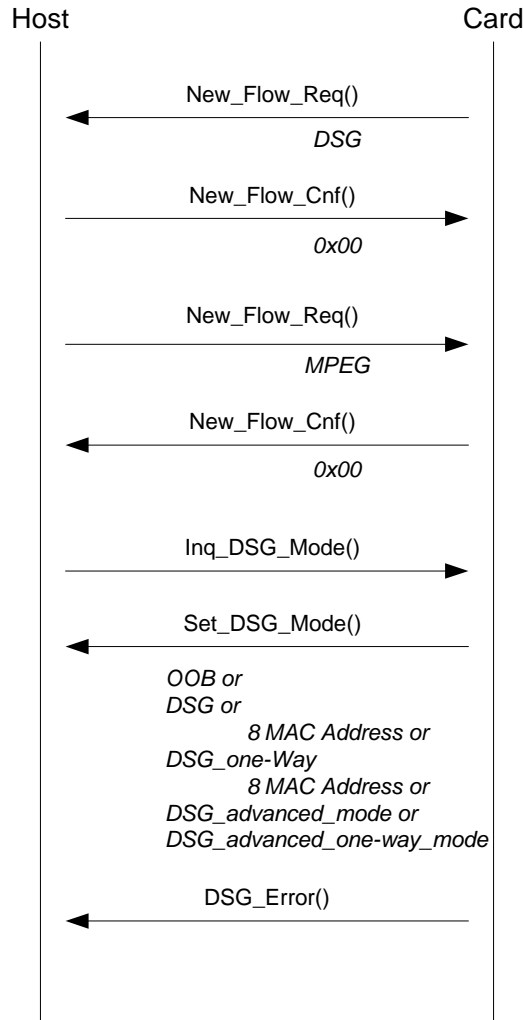 Host Card
New_Flow_Req()
DSG
New_Flow_Cnf()
0x00
New_Flow_Req()
MPEG
New_Flow_Cnf()
0x00
Inq_DSG_Mode()
Set_DSG_Mode()
OOB or
DSG or
8 MAC Address or
DSG_one-Way
8 MAC Address or
DSG_advanced_mode or
DSG_advanced_one-way_mode
DSG_Error()